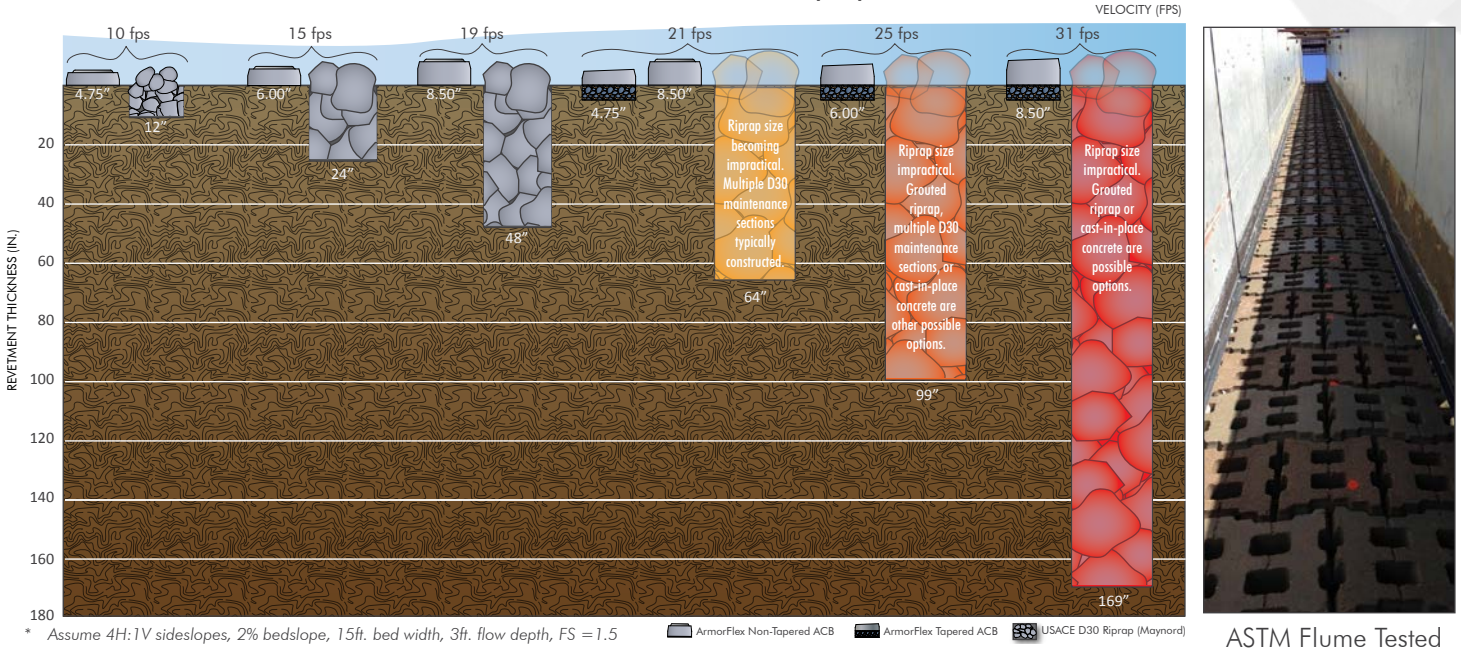 VELOCITY (FPS)
10 fps
15 fps
19 fps
21 fps
25 fps
31 fps
4.75”
12”
6.00”
24”
8.50”
48”
4.75”
8.50”
Riprap size
becoming
impractical.
Multiple D30
maintenance
sections
typically
constructed.
64”
6.00”
Riprap size
impractical.
Grouted
riprap,
multiple D30
maintenance
sections, or
cast-in-place
concrete are
other possible
options.
99”
8.50”
Riprap size
impractical.
Grouted
riprap or
cast-in-place
concrete are
possible
options.
169”
REVETMENT THICKNESS (IN.)
20
40
60
80
100
120
140
160
180
* Assume 4H:1V sideslopes, 2% bedslope, 15ft. bed width, 3ft. flow depth, FS =1.5
ArmorFlex Non-Tapered ACB
ArmorFlex Tapered ACB
USACE D30 Riprap (Maynord)
ASTM Flume Tested